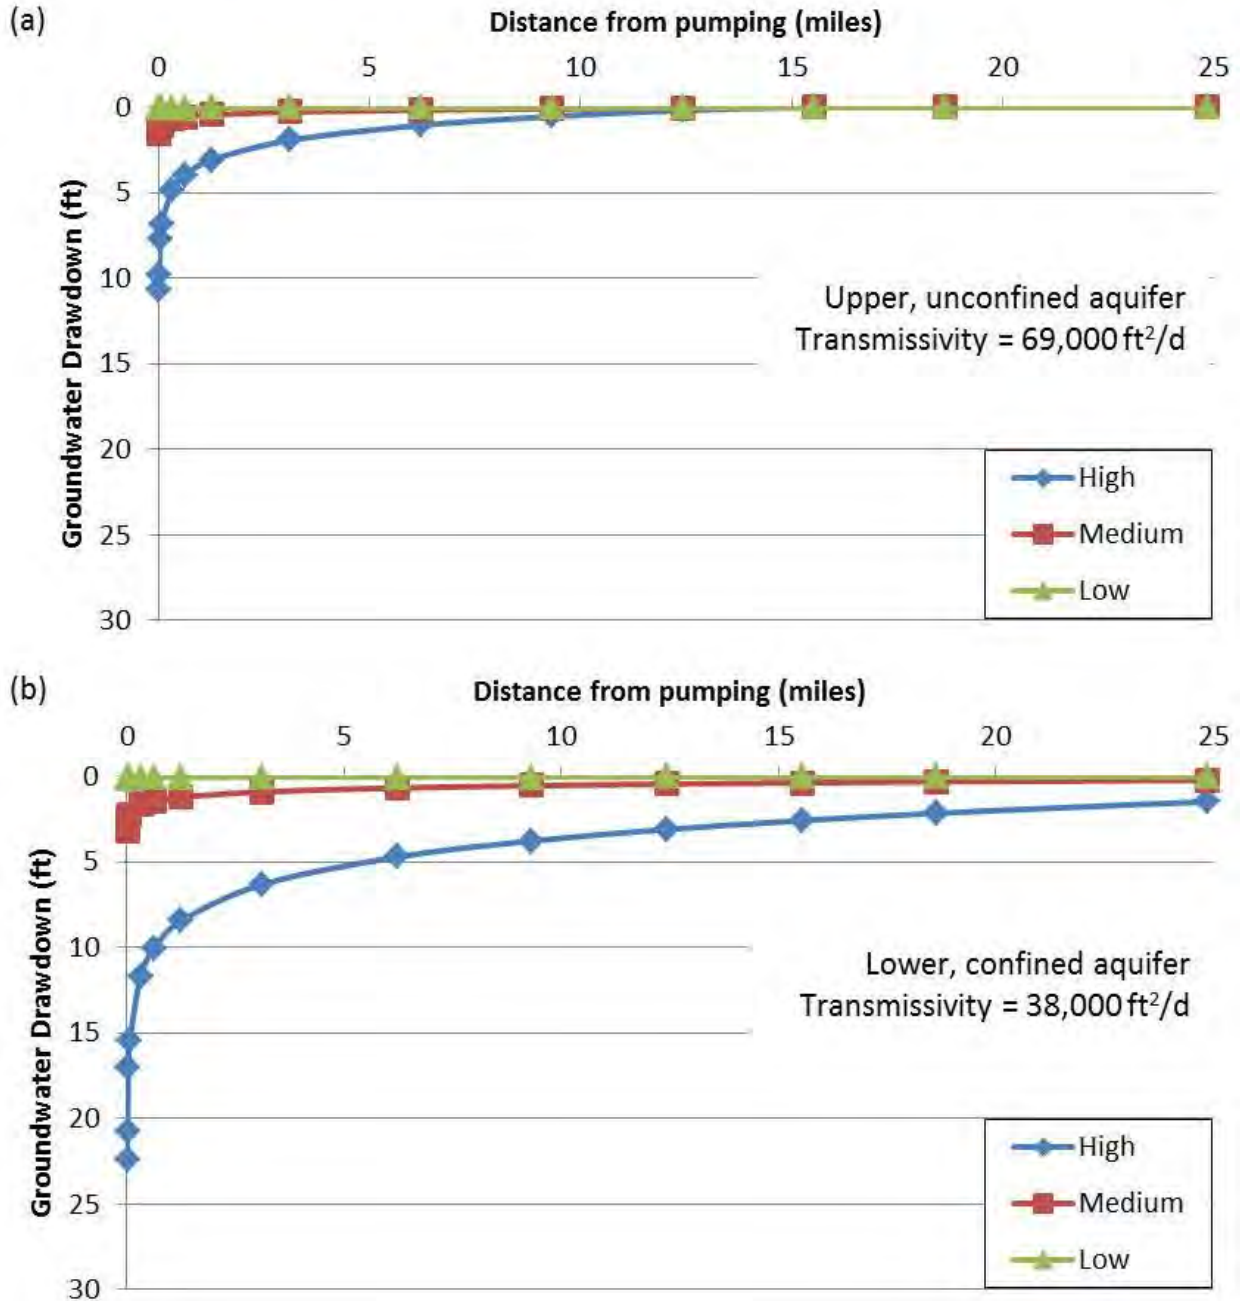 (a)
Distance from pumping (miles)
0 5 10 15 20 25
0
5
10
15
20
25
30
Groundwater Drawdown (ft)
Upper, unconfined aquifer
Transmissivity = 69,000 ft²/d
High
Medium
Low
(b)
Distance from pumping (miles)
0 5 10 15 20 25
0
5
10
15
20
25
30
Groundwater Drawdown (ft)
Lower, confined aquifer
Transmissivity = 38,000 ft²/d
High
Medium
Low